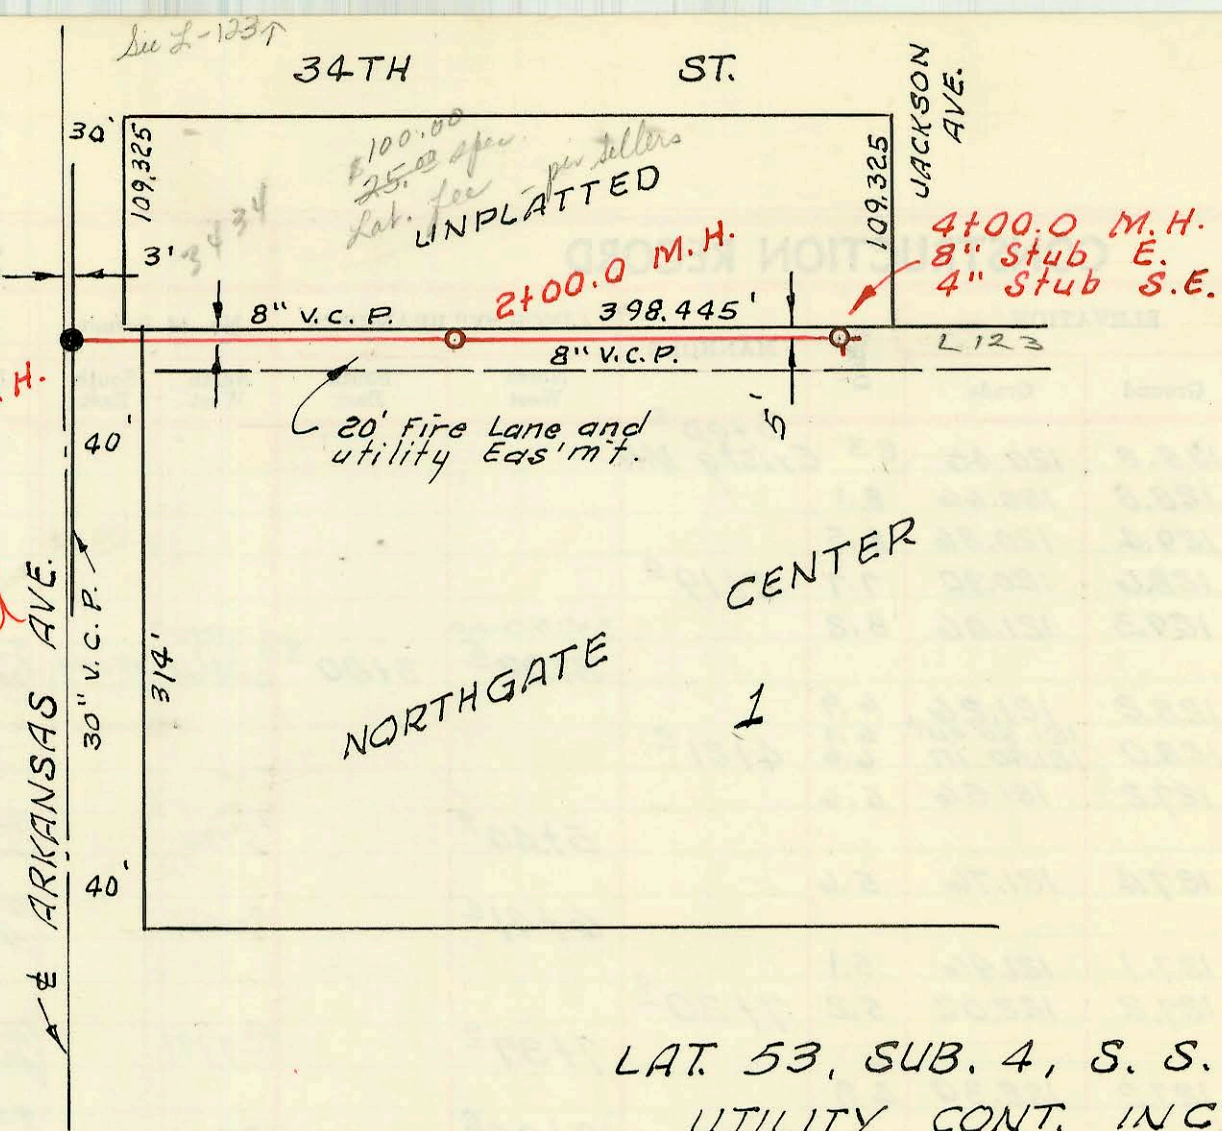 See L-123↑
34TH ST.
JACKSON
AVE.
30'
109.325
$100.00
25.00 spec.
Lat. fee - per sellers
UNPLATTED
109.325
3434
3'
2+00.0 M.H.
4+00.0 M.H.
8" Stub E.
4" Stub S.E.
8" V.C.P.
398.445'
8" V.C.P.
L 123
H.
5'
20' Fire Lane and
utility Eas'm't.
40'
CENTER
NORTHGATE
1
30" V.C.P.
314'
℄ ARKANSAS AVE.
40'
LAT. 53, SUB. 4, S. S.
UTILITY CONT. INC